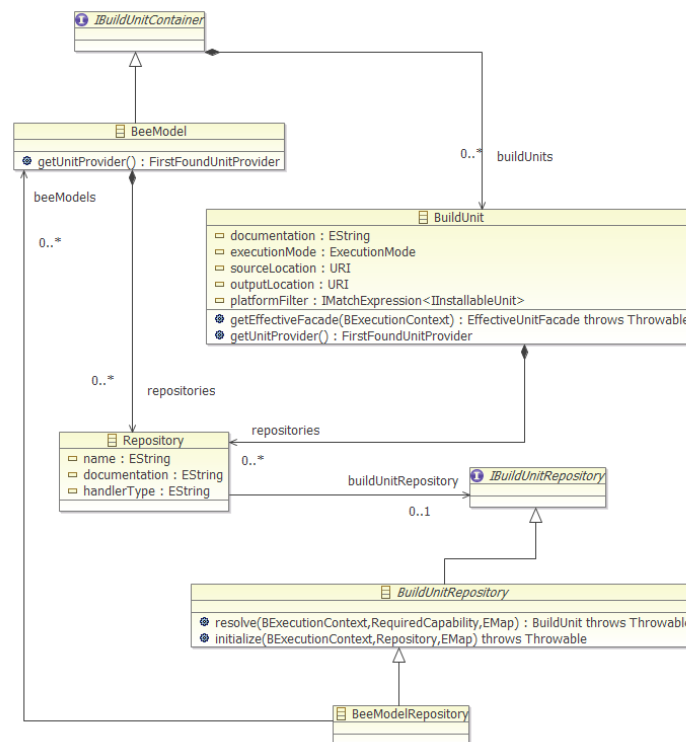 IBuildUnitContainer
BeeModel
getUnitProvider() : FirstFoundUnitProvider
0..*
buildUnits
beeModels
0..*
BuildUnit
documentation : EString
executionMode : ExecutionMode
sourceLocation : URI
outputLocation : URI
platformFilter : IMatchExpression<IInstallableUnit>
getEffectiveFacade(BExecutionContext) : EffectiveUnitFacade throws Throwable
getUnitProvider() : FirstFoundUnitProvider
0..*
repositories
repositories
0..*
Repository
name : EString
documentation : EString
handlerType : EString
buildUnitRepository
0..1
IBuildUnitRepository
BuildUnitRepository
resolve(BExecutionContext,RequiredCapability,EMap) : BuildUnit throws Throwable
initialize(BExecutionContext,Repository,EMap) throws Throwable
BeeModelRepository